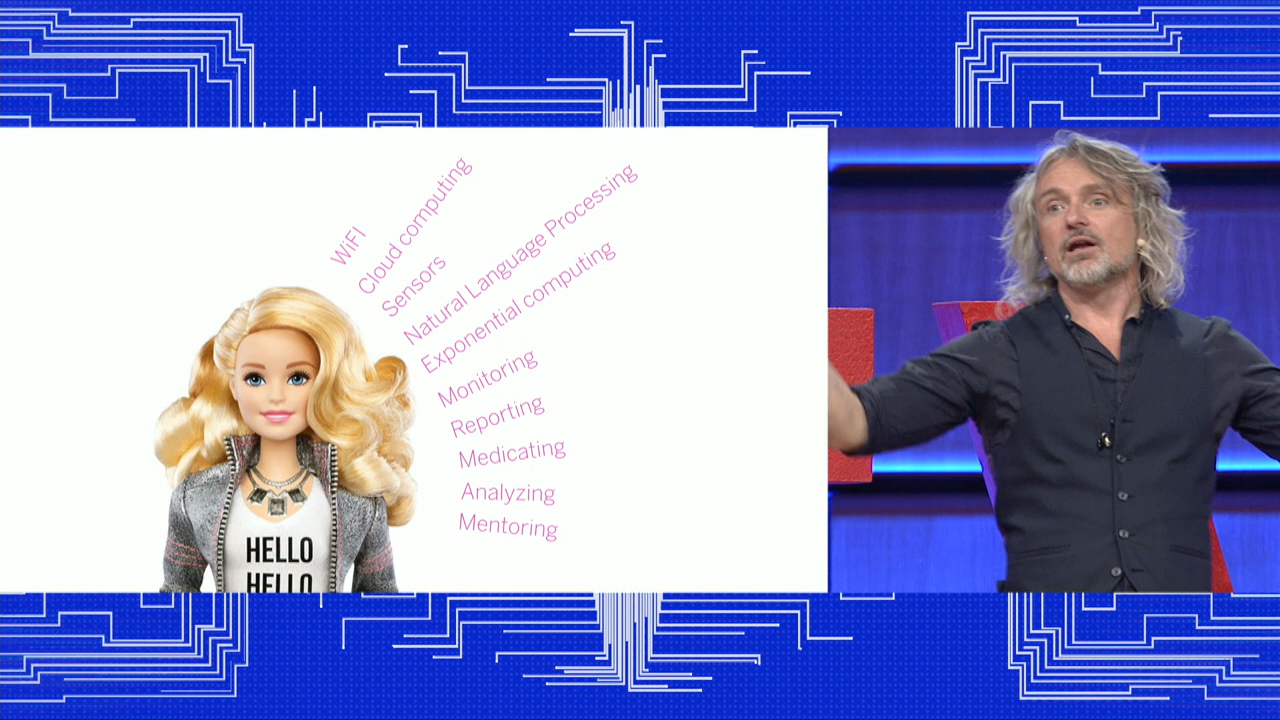 WiFI
Cloud computing
Sensors
Natural Language Processing
Exponential computing
Monitoring
Reporting
Medicating
Analyzing
Mentoring
HELLO
HELLO